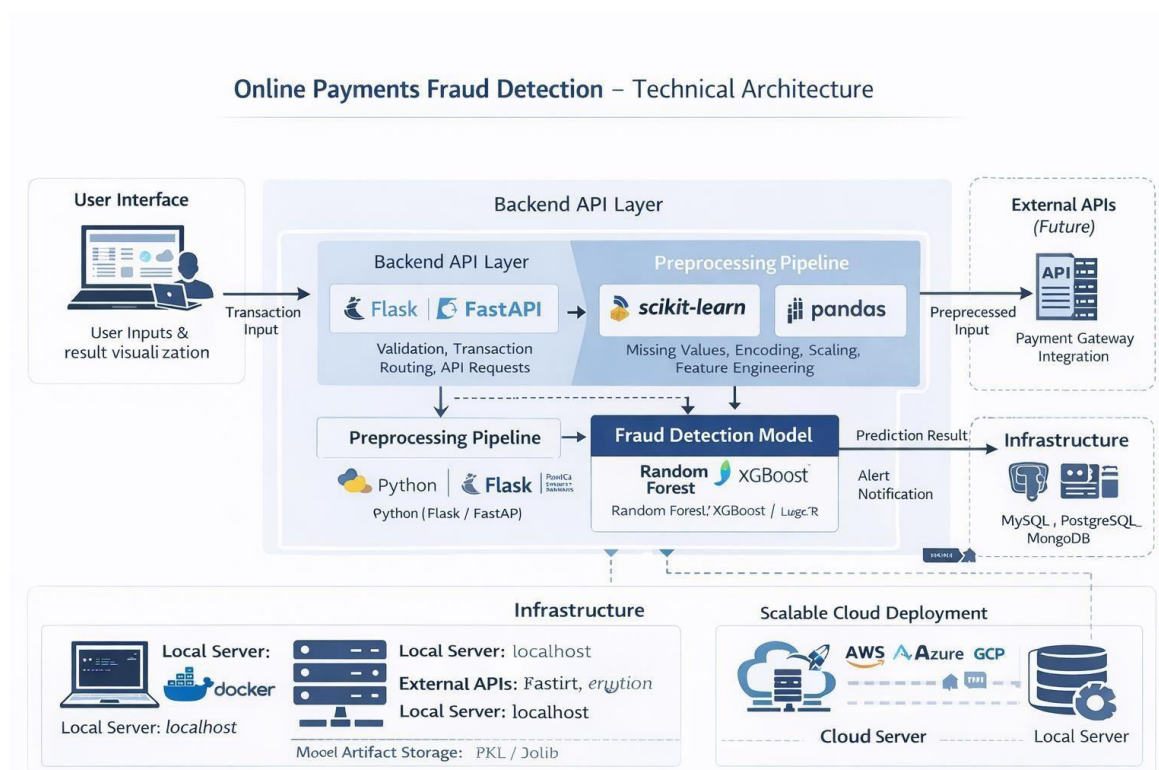 Online Payments Fraud Detection – Technical Architecture
User Interface
User Inputs &
result visualization
Transaction
Input
Backend API Layer
Backend API Layer
Flask | FastAPI
Validation, Transaction
Routing, API Requests
Preprocessing Pipeline
scikit-learn
pandas
Missing Values, Encoding, Scaling,
Feature Engineering
Preprecessed
Input
External APIs
(Future)
API
Payment Gateway
Integration
Preprocessing Pipeline
Python | Flask
Python (Flask / FastAP)
Fraud Detection Model
Random
Forest
XGBoost
Random Forest / XGBoost /
Prediction Result
Alert
Notification
Infrastructure
MySQL , PostgreSQL_
MongoDB
Infrastructure
Local Server:
docker
Local Server: localhost
Local Server: localhost
External APIs: Fastirt,
Local Server: localhost
Model Artifact Storage: PKL / Jolib
Scalable Cloud Deployment
AWS Azure GCP
Cloud Server
Local Server